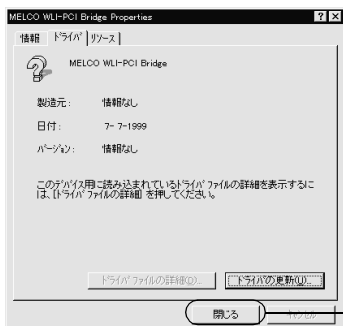 MELCO WLI-PCI Bridge Properties
情報 ドライバ リソース
MELCO WLI-PCI Bridge
製造元: 情報なし
日付: 7- 7-1999
バージョン: 情報なし
このデバイス用に読み込まれているドライバ ファイルの詳細を表示するに
は、[ドライバ ファイルの詳細] を押してください。
ドライバ ファイルの詳細(D)... ドライバの更新(U)...
閉じる キャンセル